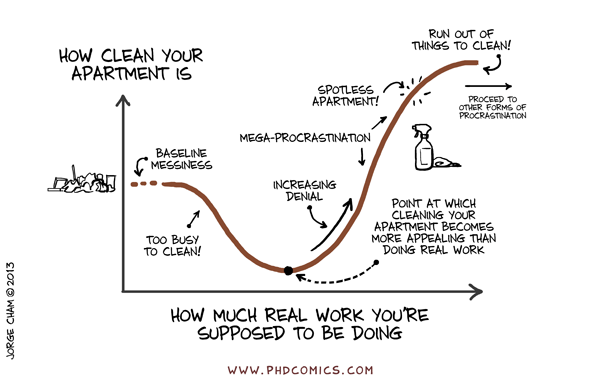 HOW CLEAN YOUR
APARTMENT IS
RUN OUT OF
THINGS TO CLEAN!
SPOTLESS
APARTMENT!
PROCEED TO
OTHER FORMS OF
PROCRASTINATION
MEGA-PROCRASTINATION
BASELINE
MESSINESS
INCREASING
DENIAL
POINT AT WHICH
CLEANING YOUR
APARTMENT BECOMES
MORE APPEALING THAN
DOING REAL WORK
TOO BUSY
TO CLEAN!
HOW MUCH REAL WORK YOU'RE
SUPPOSED TO BE DOING
JORGE CHAM © 2013
WWW.PHDCOMICS.COM